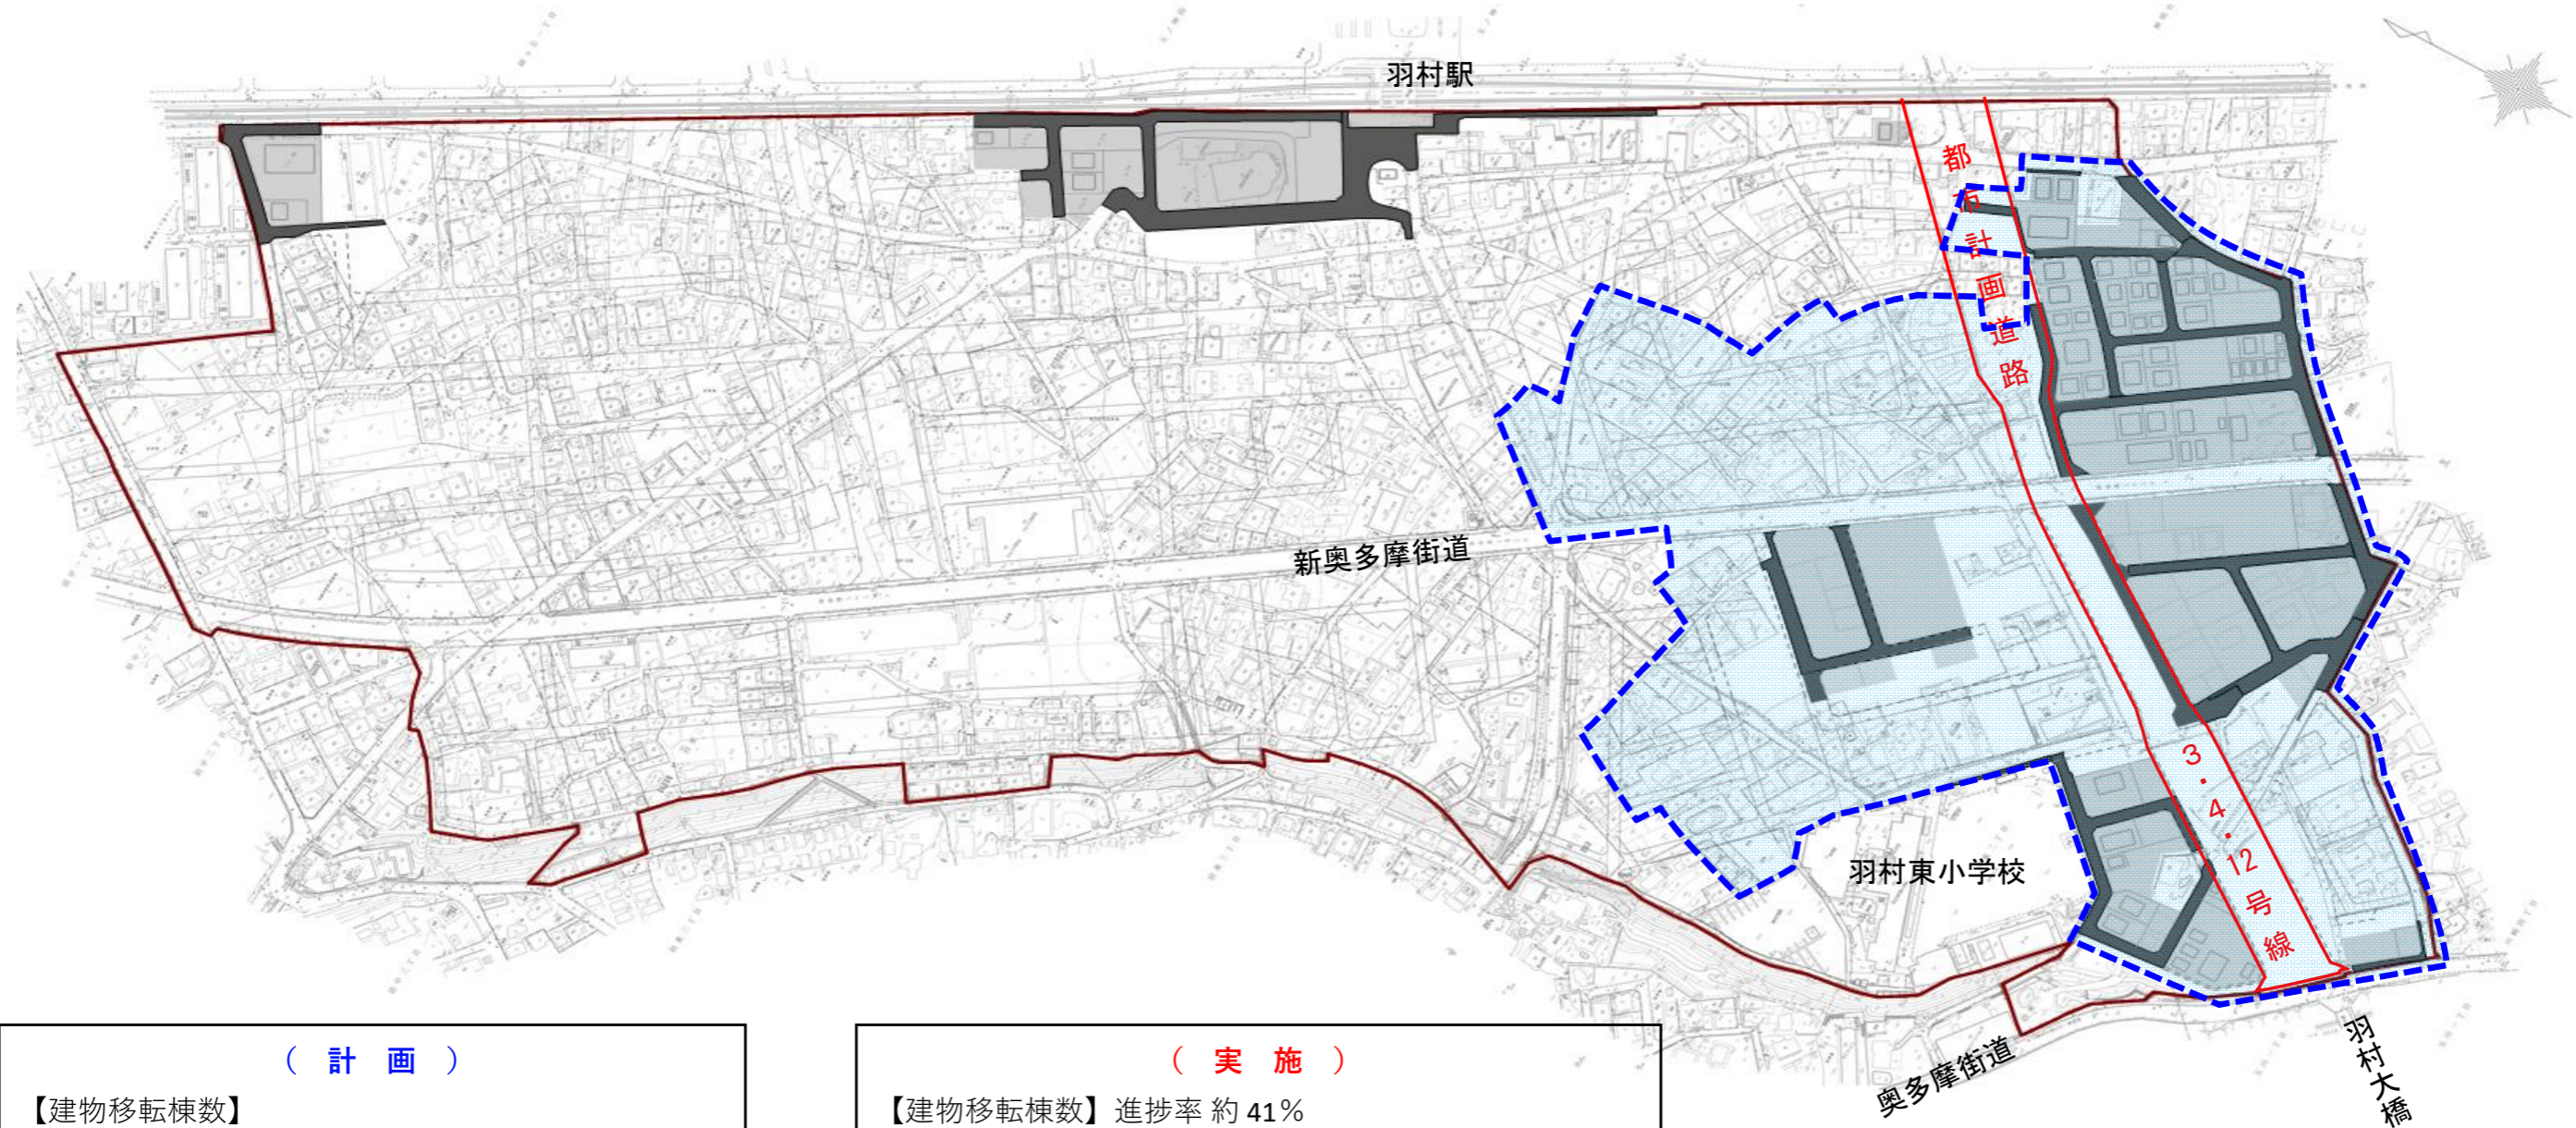 羽村駅
都市計画道路
新奥多摩街道
3・4・12号線
羽村東小学校
奥多摩街道
羽村大橋
（ 計 画 ）
【建物移転棟数】
（ 実 施 ）
【建物移転棟数】進捗率 約 41%